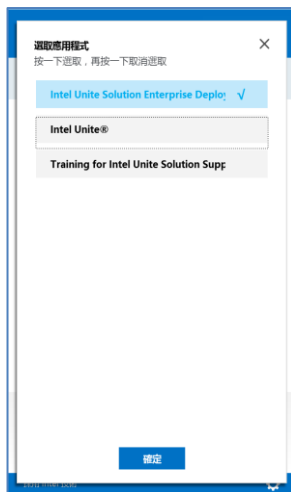 選取應用程式
按一下選取，再按一下取消選取
Intel Unite Solution Enterprise Deploy √
Intel Unite®
Training for Intel Unite Solution Supp
確定